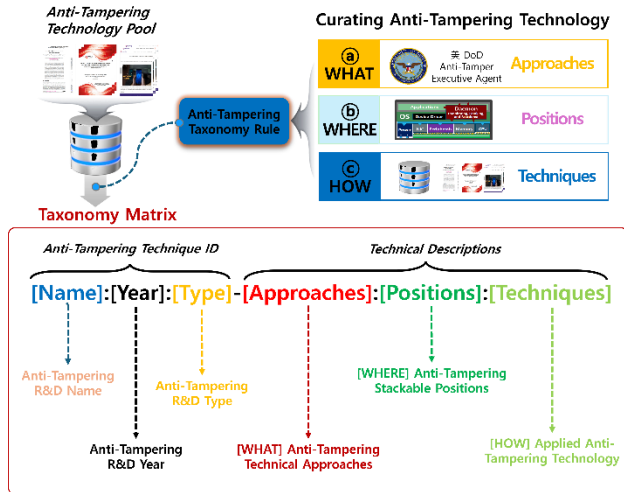 Anti-Tampering
Technology Pool
Anti-Tampering
Taxonomy Rule
Taxonomy Matrix
Curating Anti-Tampering Technology
ⓐ
WHAT
美 DoD
Anti-Tamper
Executive Agent
Approaches
ⓑ
WHERE
Applications
OS
Positions
ⓒ
HOW
Techniques
Anti-Tampering Technique ID
Technical Descriptions
[Name]:[Year]:[Type]-[Approaches]:[Positions]:[Techniques]
Anti-Tampering
R&D Name
Anti-Tampering
R&D Type
[WHERE] Anti-Tampering
Stackable Positions
Anti-Tampering
R&D Year
[WHAT] Anti-Tampering
Technical Approaches
[HOW] Applied Anti-
Tampering Technology